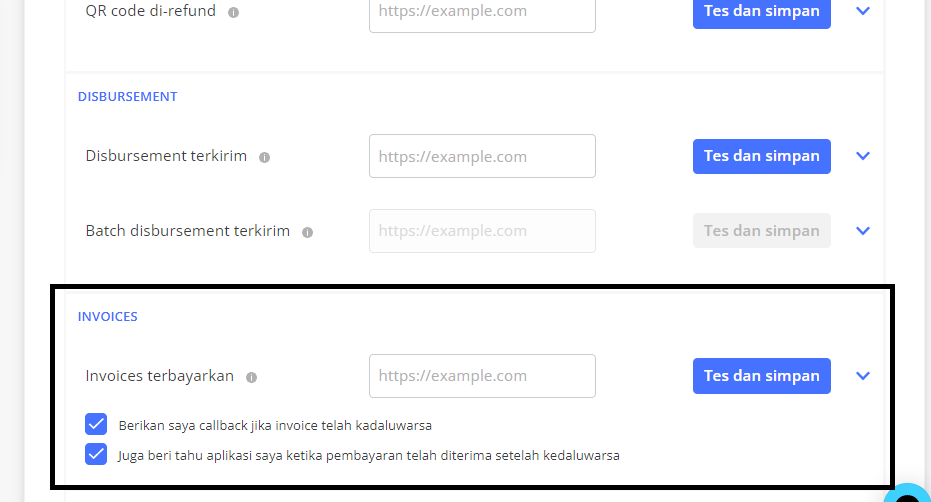 QR code di-refund
https://example.com
Tes dan simpan
DISBURSEMENT
Disbursement terkirim
https://example.com
Tes dan simpan
Batch disbursement terkirim
https://example.com
Tes dan simpan
INVOICES
Invoices terbayarkan
https://example.com
Tes dan simpan
Berikan saya callback jika invoice telah kadaluwarsa
Juga beri tahu aplikasi saya ketika pembayaran telah diterima setelah kedaluwarsa